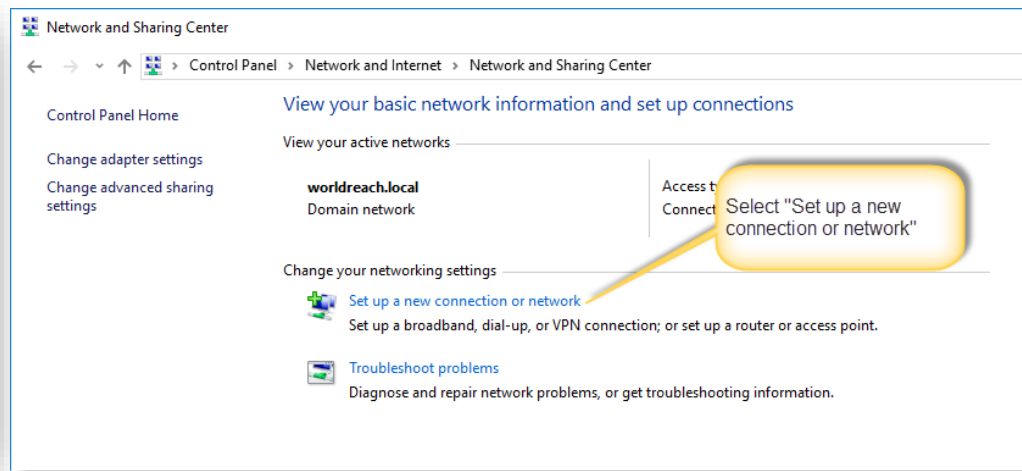 Network and Sharing Center
Control Panel > Network and Internet > Network and Sharing Center
Control Panel Home
Change adapter settings
Change advanced sharing
settings
View your basic network information and set up connections
View your active networks
worldreach.local
Domain network
Access
Connect
Select "Set up a new
connection or network"
Change your networking settings
Set up a new connection or network
Set up a broadband, dial-up, or VPN connection; or set up a router or access point.
Troubleshoot problems
Diagnose and repair network problems, or get troubleshooting information.